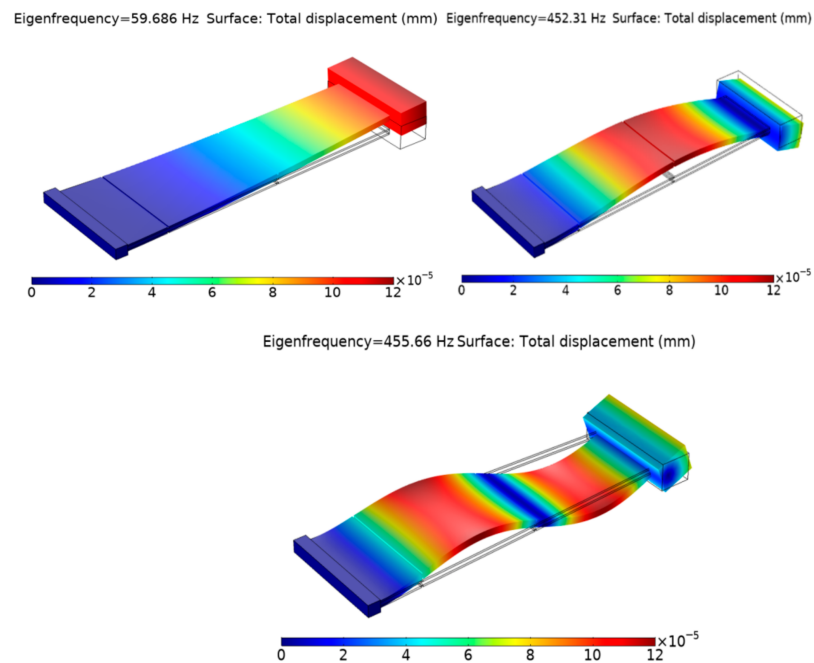 Eigenfrequency=59.686 Hz Surface: Total displacement (mm)
Eigenfrequency=452.31 Hz Surface: Total displacement (mm)
0 2 4 6 8 10 12 ×10⁻⁵
0 2 4 6 8 10 12 ×10⁻⁵
Eigenfrequency=455.66 Hz Surface: Total displacement (mm)
0 2 4 6 8 10 12 ×10⁻⁵